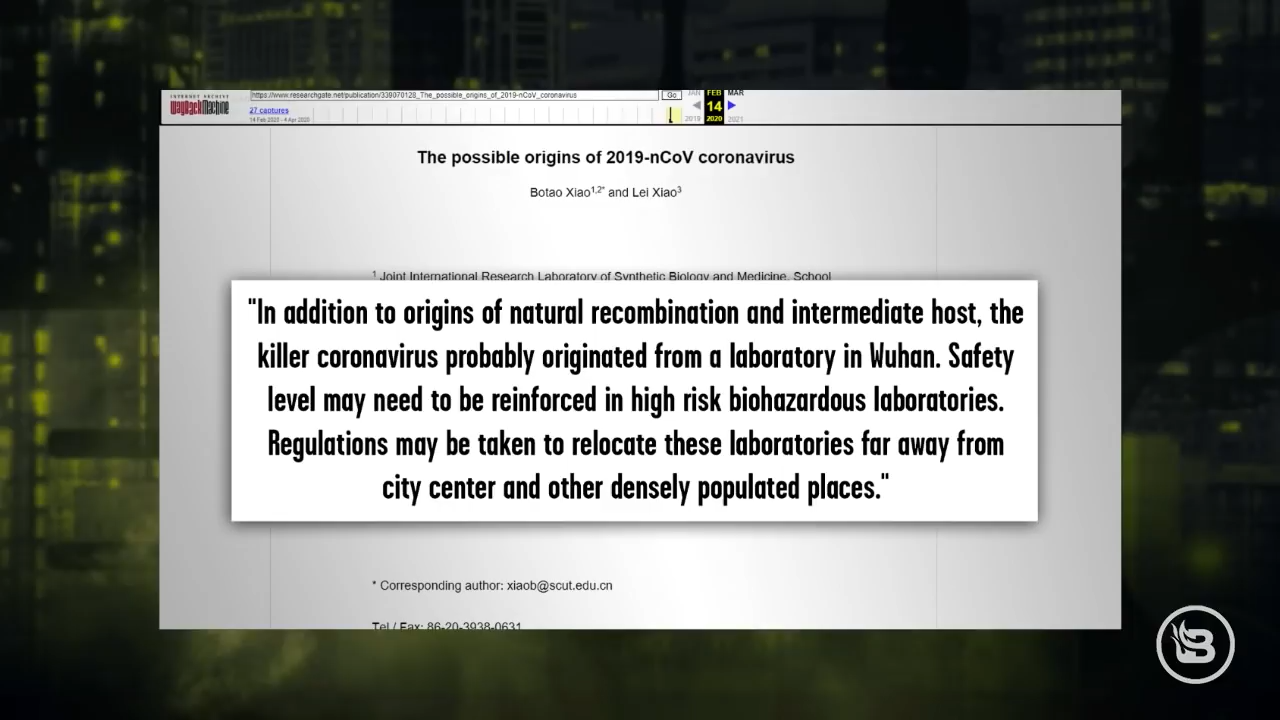 INTERNET ARCHIVE
WayBackMachine
https://www.researchgate.net/publication/339070128_The_possible_origins_of_2019-nCoV_coronavirus
Go
JAN
FEB
MAR
27 captures
14
14 Feb 2020 - 4 Apr 2020
2019
2020
2021
The possible origins of 2019-nCoV coronavirus
Botao Xiao1,2* and Lei Xiao3
1 Joint International Research Laboratory of Synthetic Biology and Medicine, School
"In addition to origins of natural recombination and intermediate host, the
killer coronavirus probably originated from a laboratory in Wuhan. Safety
level may need to be reinforced in high risk biohazardous laboratories.
Regulations may be taken to relocate these laboratories far away from
city center and other densely populated places."
* Corresponding author: xiaob@scut.edu.cn
Tel / Fax: 86-20-3938-0631
B